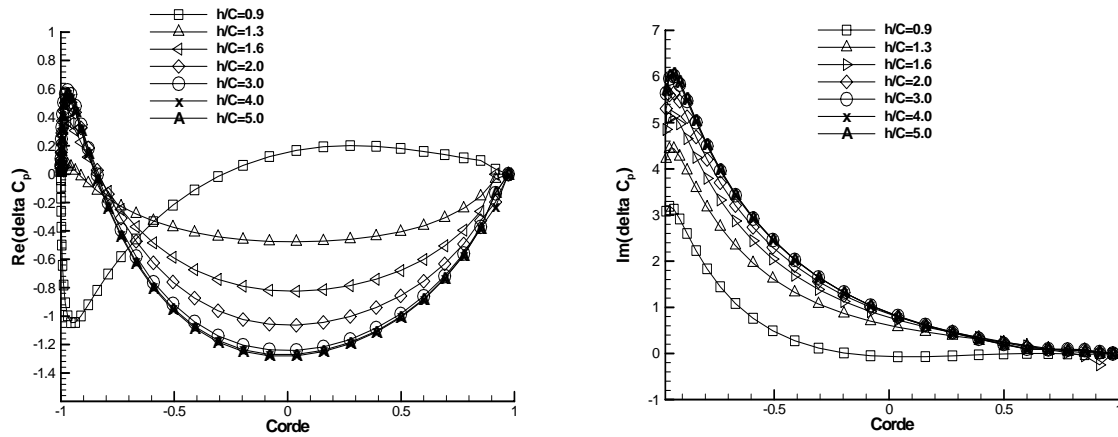 h/C=0.9
h/C=1.3
h/C=1.6
h/C=2.0
h/C=3.0
h/C=4.0
h/C=5.0
Re(delta Cp)
1
0.8
0.6
0.4
0.2
0
-0.2
-0.4
-0.6
-0.8
-1
-1.2
-1.4
-1
-0.5
0
0.5
1
Corde
h/C=0.9
h/C=1.3
h/C=1.6
h/C=2.0
h/C=3.0
h/C=4.0
h/C=5.0
Im(delta Cp)
7
6
5
4
3
2
1
0
-1
-0.5
0
0.5
1
Corde